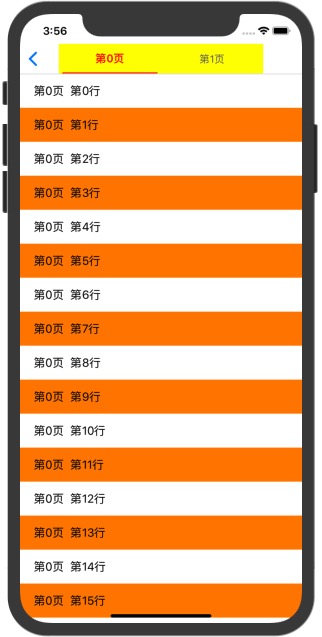 3:56
第0页 第1页
第0页 第0行
第0页 第1行
第0页 第2行
第0页 第3行
第0页 第4行
第0页 第5行
第0页 第6行
第0页 第7行
第0页 第8行
第0页 第9行
第0页 第10行
第0页 第11行
第0页 第12行
第0页 第13行
第0页 第14行
第0页 第15行